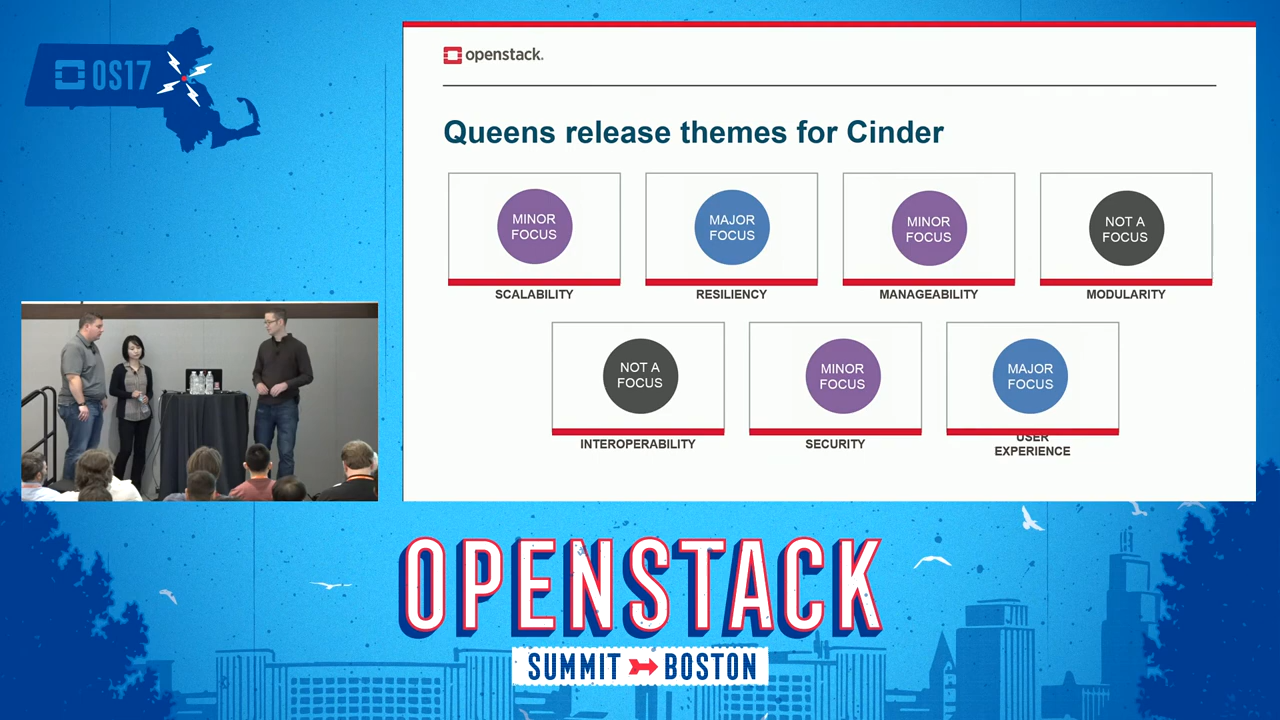 OS17
openstack.
Queens release themes for Cinder
MINOR
FOCUS
MAJOR
FOCUS
MINOR
FOCUS
NOT A
FOCUS
SCALABILITY
RESILIENCY
MANAGEABILITY
MODULARITY
NOT A
FOCUS
MINOR
FOCUS
MAJOR
FOCUS
INTEROPERABILITY
SECURITY
USER
EXPERIENCE
OPENSTACK
SUMMIT BOSTON